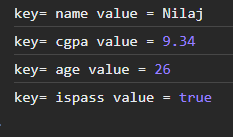 key= name value = Nilaj
key= cgpa value = 9.34
key= age value = 26
key= ispass value = true